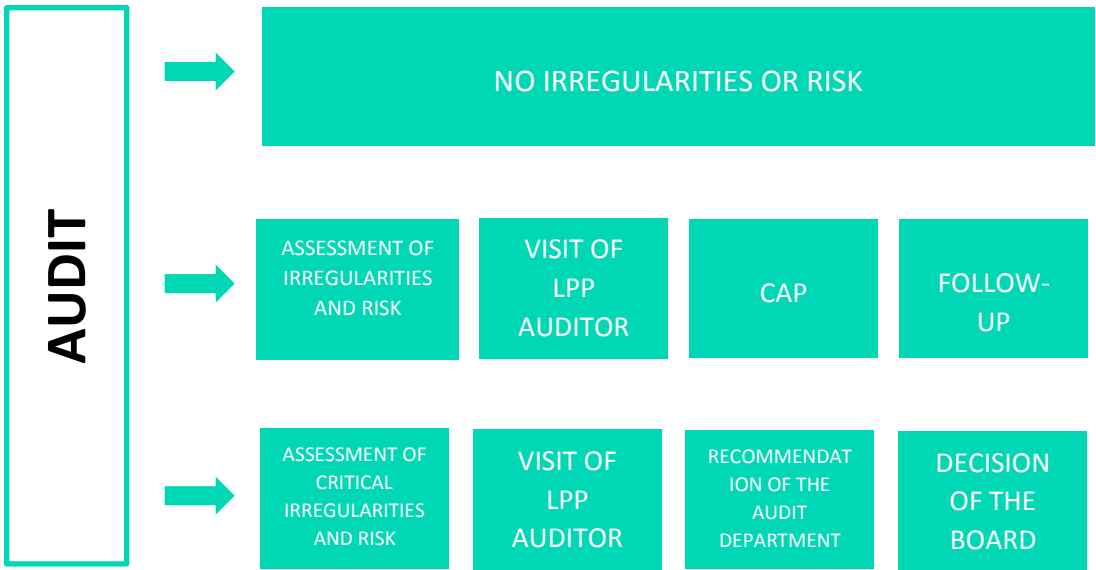 AUDIT
NO IRREGULARITIES OR RISK
ASSESSMENT OF
IRREGULARITIES
AND RISK
VISIT OF
LPP
AUDITOR
CAP
FOLLOW-
UP
ASSESSMENT OF
CRITICAL
IRREGULARITIES
AND RISK
VISIT OF
LPP
AUDITOR
RECOMMENDAT
ION OF THE
AUDIT
DEPARTMENT
DECISION
OF THE
BOARD